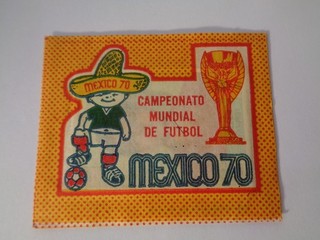 MEXICO 70
CAMPEONATO
MUNDIAL
DE FUTBOL
MEXICO 70